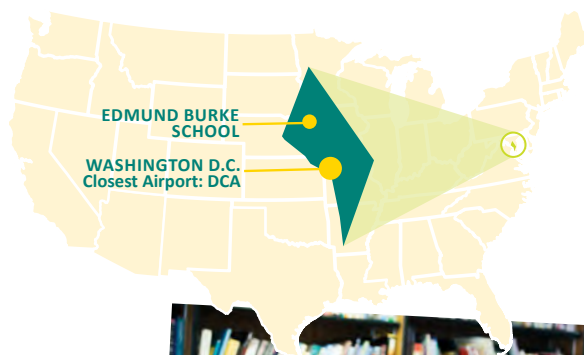 EDMUND BURKE
SCHOOL
WASHINGTON D.C.
Closest Airport: DCA